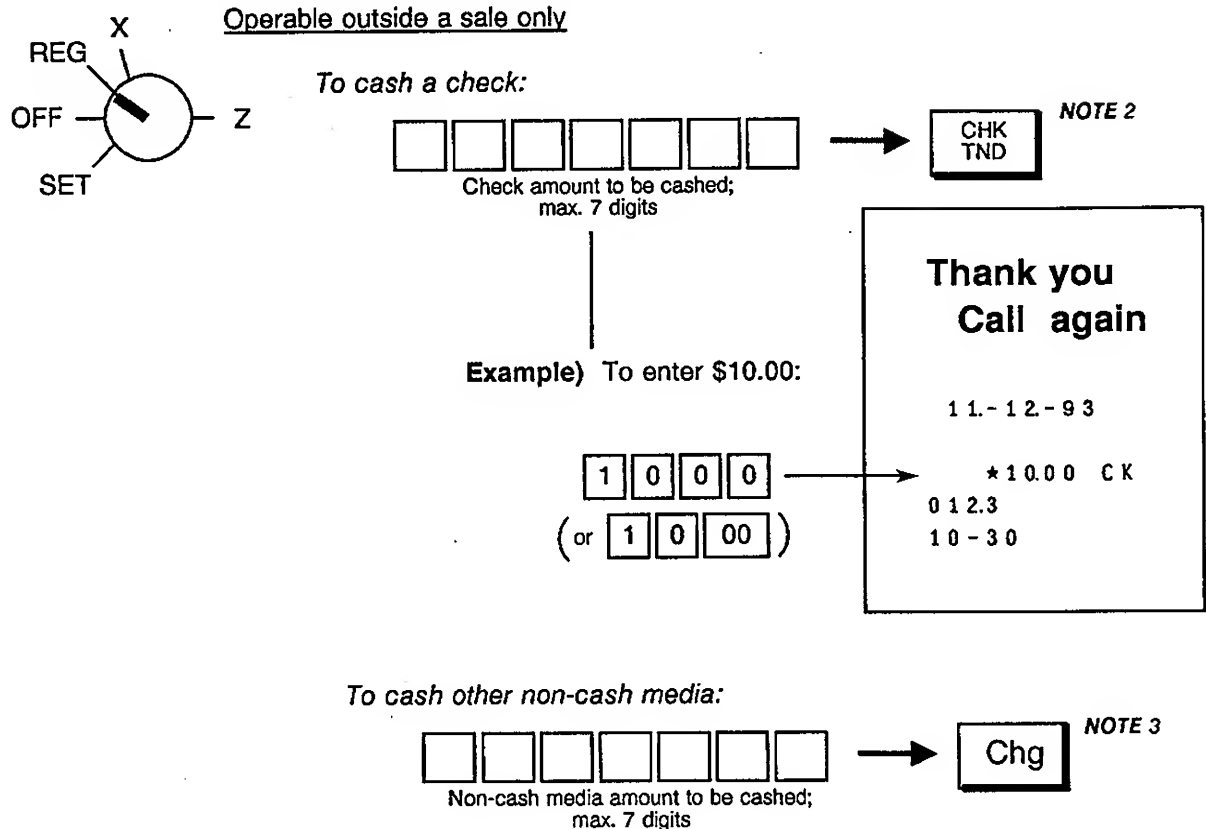 Operable outside a sale only
X
REG
OFF
Z
SET
To cash a check:
CHK
TND
NOTE 2
Check amount to be cashed;
max. 7 digits
Thank you
Call again
Example) To enter $10.00:
11.-12.-93
1 0 0 0
★10.00 CK
012.3
(or 1 0 00)
10-30
To cash other non-cash media:
Chg
NOTE 3
Non-cash media amount to be cashed;
max. 7 digits